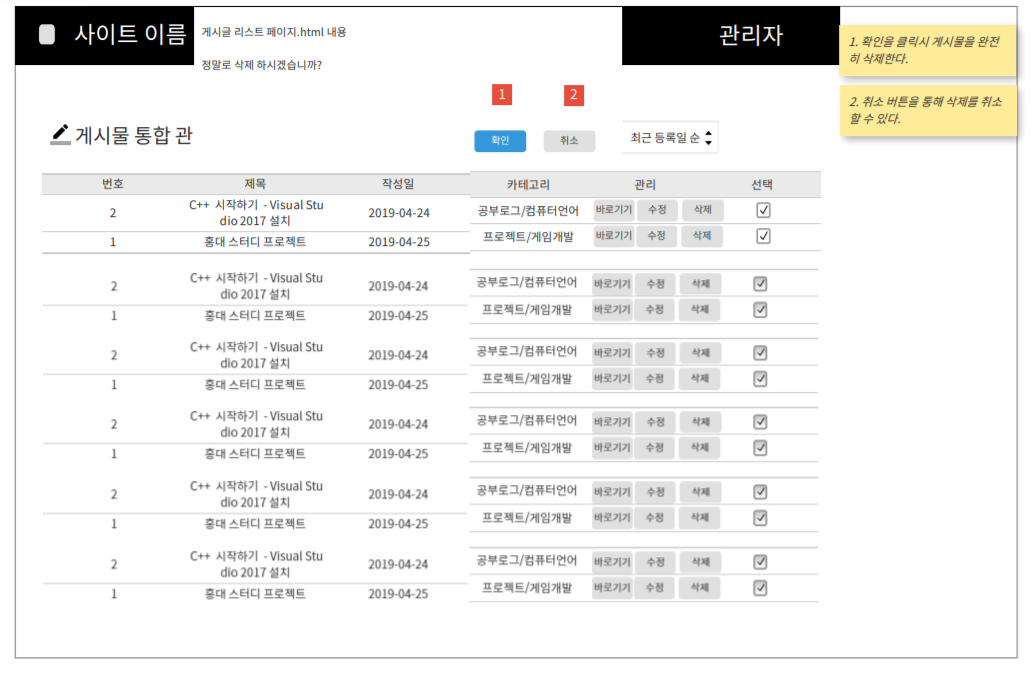 사이트 이름
게시글 리스트 페이지.html 내용
정말로 삭제 하시겠습니까?
관리자
1. 확인을 클릭시 게시물을 완전
히 삭제한다.
2. 취소 버튼을 통해 삭제를 취소
할 수 있다.
1
2
게시물 통합 관
확인
취소
최근 등록일 순
번호 제목 작성일 카테고리 관리 선택
2 C++ 시작하기 - Visual Stu
dio 2017 설치 2019-04-24 공부로그/컴퓨터언어 바로기기 수정 삭제
1 홍대 스터디 프로젝트 2019-04-25 프로젝트/게임개발 바로기기 수정 삭제
2 C++ 시작하기 - Visual Stu
dio 2017 설치 2019-04-24 공부로그/컴퓨터언어 바로기기 수정 삭제
1 홍대 스터디 프로젝트 2019-04-25 프로젝트/게임개발 바로기기 수정 삭제
2 C++ 시작하기 - Visual Stu
dio 2017 설치 2019-04-24 공부로그/컴퓨터언어 바로기기 수정 삭제
1 홍대 스터디 프로젝트 2019-04-25 프로젝트/게임개발 바로기기 수정 삭제
2 C++ 시작하기 - Visual Stu
dio 2017 설치 2019-04-24 공부로그/컴퓨터언어 바로기기 수정 삭제
1 홍대 스터디 프로젝트 2019-04-25 프로젝트/게임개발 바로기기 수정 삭제
2 C++ 시작하기 - Visual Stu
dio 2017 설치 2019-04-24 공부로그/컴퓨터언어 바로기기 수정 삭제
1 홍대 스터디 프로젝트 2019-04-25 프로젝트/게임개발 바로기기 수정 삭제
2 C++ 시작하기 - Visual Stu
dio 2017 설치 2019-04-24 공부로그/컴퓨터언어 바로기기 수정 삭제
1 홍대 스터디 프로젝트 2019-04-25 프로젝트/게임개발 바로기기 수정 삭제